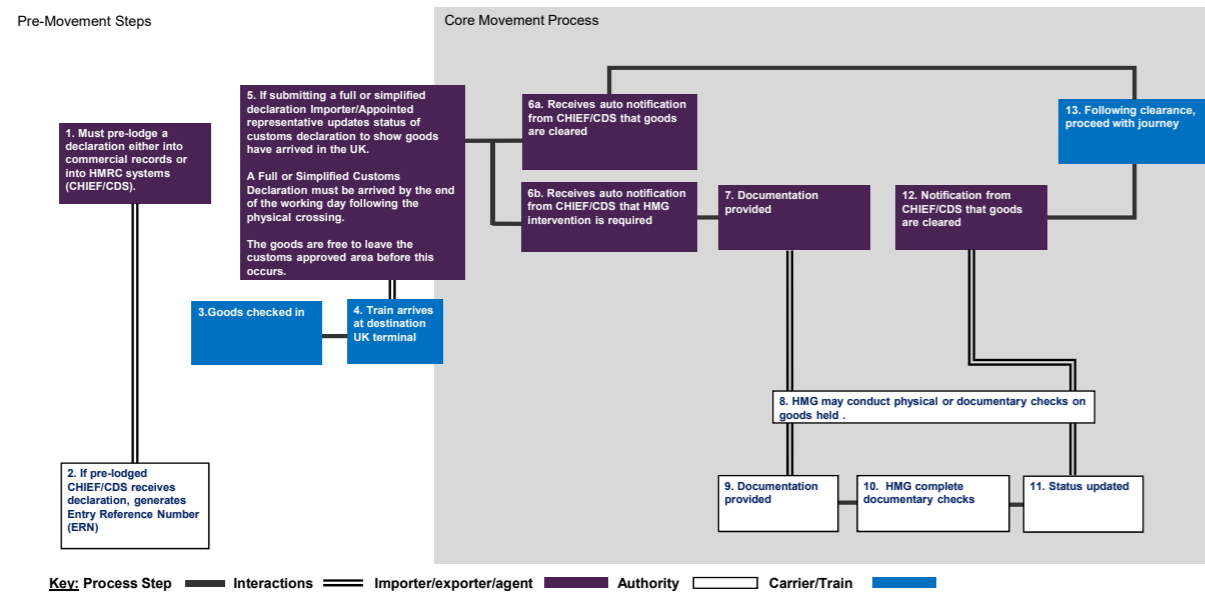 Pre-Movement Steps
Core Movement Process
1. Must pre-lodge a
declaration either into
commercial records or
into HMRC systems
(CHIEF/CDS).
2. If pre-lodged
CHIEF/CDS receives
declaration, generates
Entry Reference Number
(ERN)
3.Goods checked in
4. Train arrives
at destination
UK terminal
5. If submitting a full or simplified
declaration Importer/Appointed
representative updates status of
customs declaration to show goods
have arrived in the UK.
A Full or Simplified Customs
Declaration must be arrived by the end
of the working day following the
physical crossing.
The goods are free to leave the
customs approved area before this
occurs.
6a. Receives auto notification
from CHIEF/CDS that goods
are cleared
6b. Receives auto notification
from CHIEF/CDS that HMG
intervention is required
7. Documentation
provided
8. HMG may conduct physical or documentary checks on
goods held .
9. Documentation
provided
10. HMG complete
documentary checks
11. Status updated
12. Notification from
CHIEF/CDS that goods
are cleared
13. Following clearance,
proceed with journey
Key: Process Step Interactions Importer/exporter/agent Authority Carrier/Train